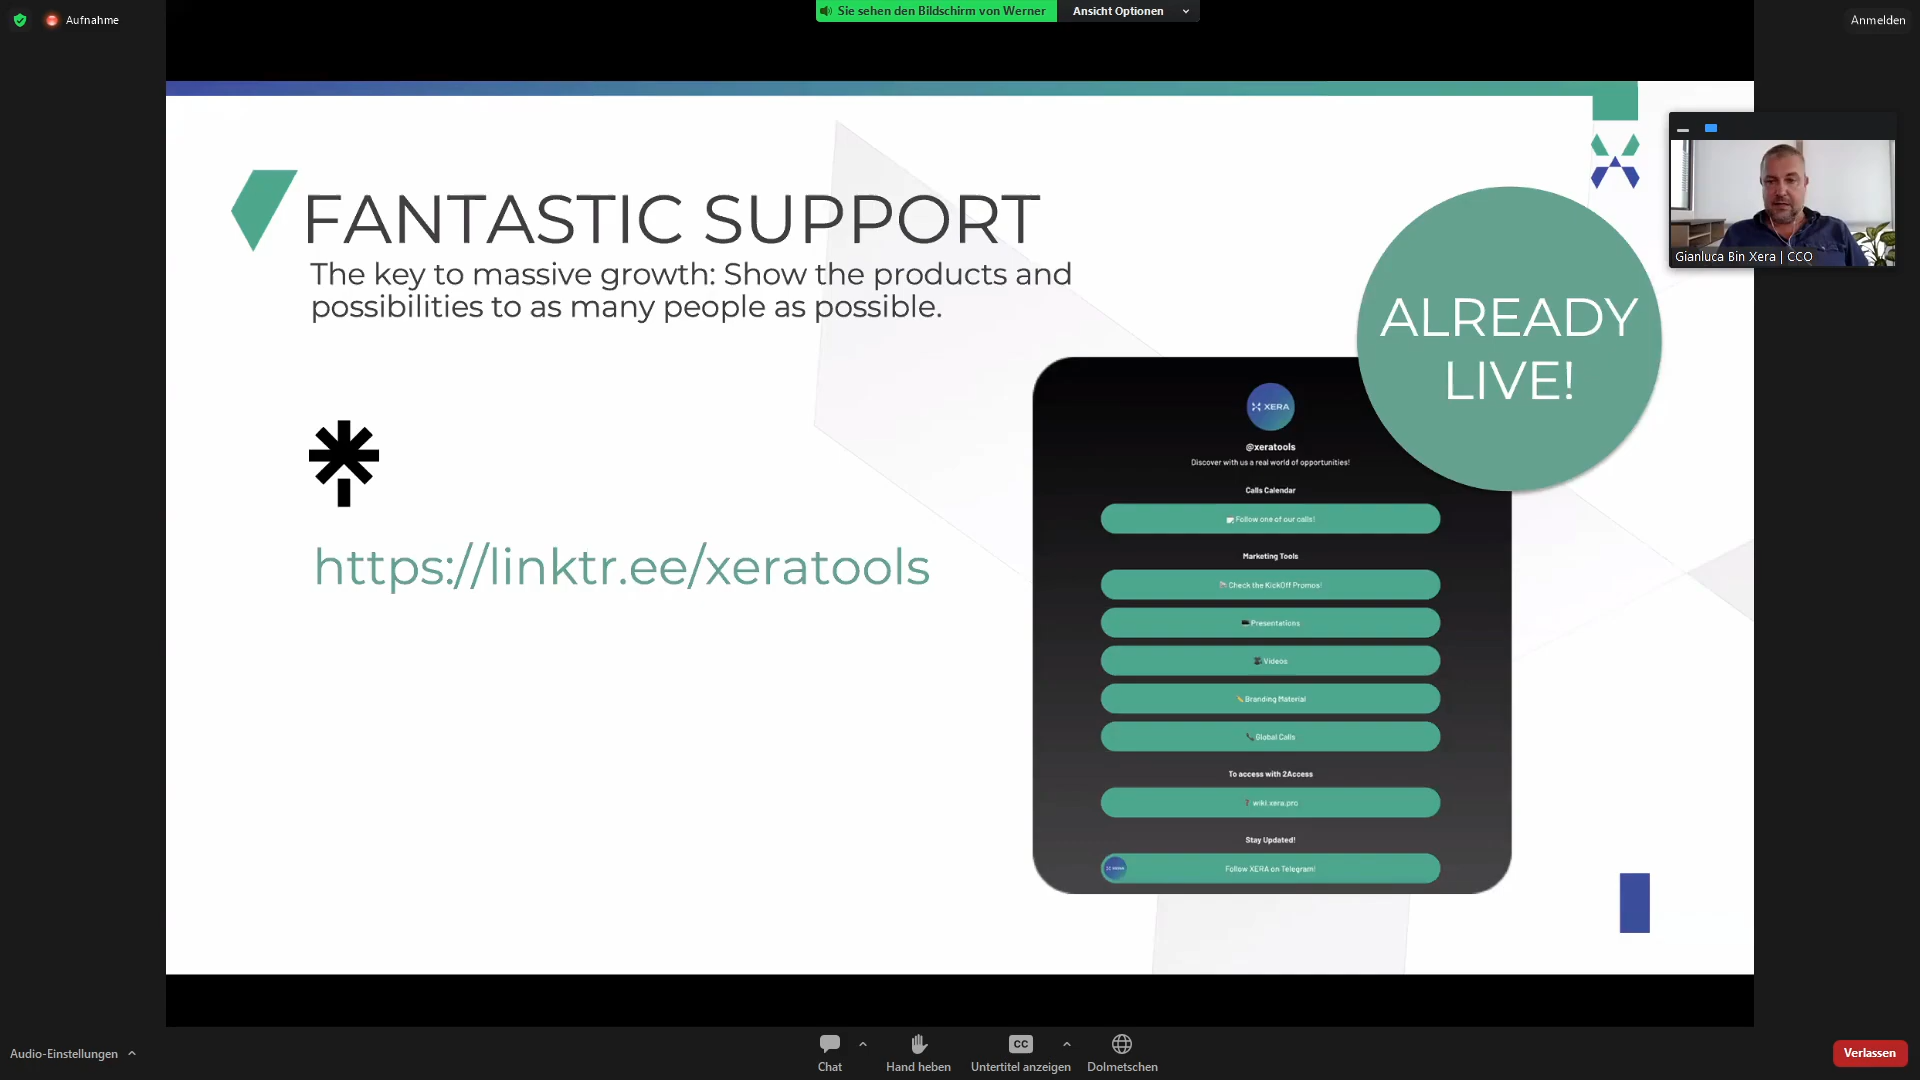 Aufnahme
Sie sehen den Bildschirm von Werner
Ansicht Optionen
Anmelden
FANTASTIC SUPPORT
The key to massive growth: Show the products and
possibilities to as many people as possible.
https://linktr.ee/xeratools
ALREADY
LIVE!
Gianluca Bin Xera | CCO
XERA
@xeratools
Discover with us a real world of opportunities!
Calls Calendar
Follow one of our calls!
Marketing Tools
Check the KickOff Promos!
Presentations
Videos
Branding Material
Global Calls
To access with 2Access
wiki.xera.pro
Stay Updated!
XERA
Follow XERA on Telegram!
Audio-Einstellungen
Chat
Hand heben
CC
Untertitel anzeigen
Dolmetschen
Verlassen